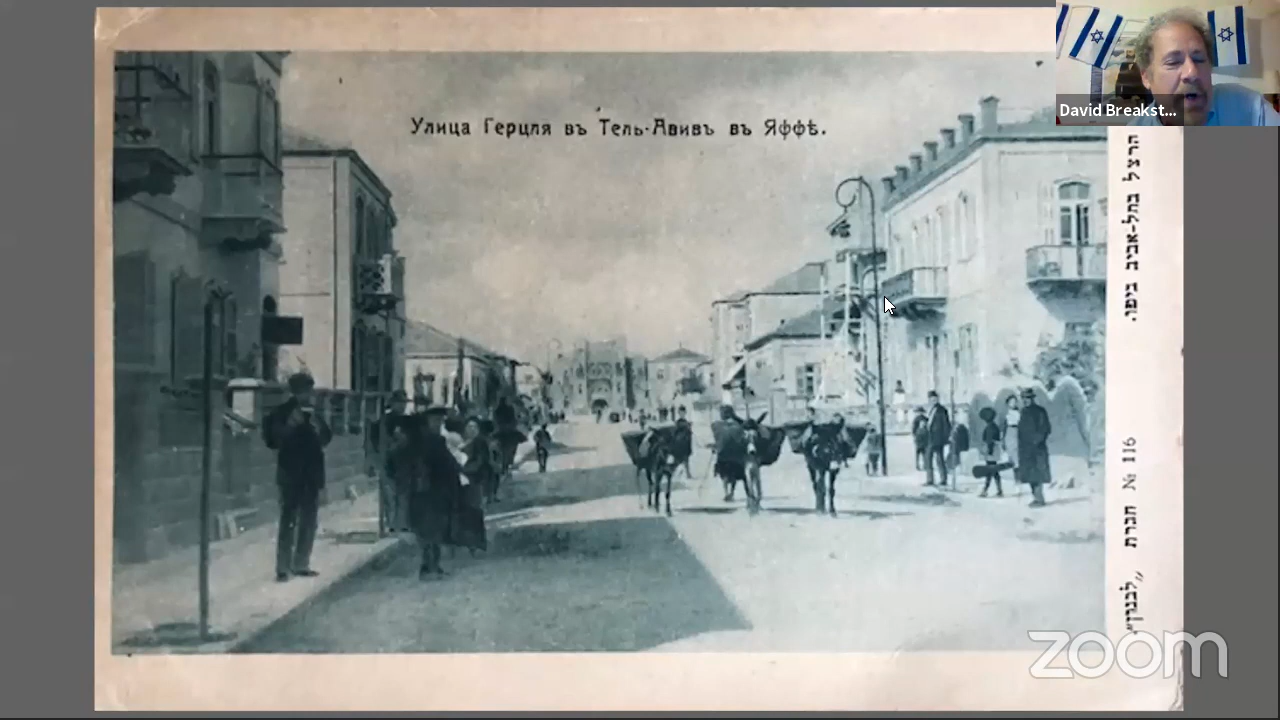 Улица Герцля въ Тель-Авивъ въ Яффѣ.
David Breakst...
הרצל בתל-אביב ביפו.
חברת „לבנון״. № 116
zoom